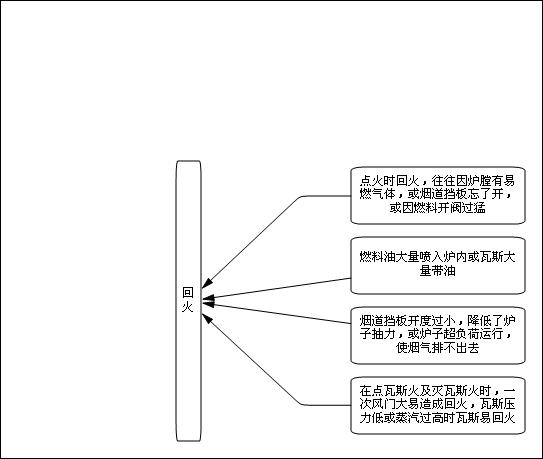 回
火
点火时回火，往往因炉膛有易
燃气体，或烟道挡板忘了开，
或因燃料开阀过猛
燃料油大量喷入炉内或瓦斯大
量带油
烟道挡板开度过小，降低了炉
子抽力，或炉子超负荷运行，
使烟气排不出去
在点瓦斯火及灭瓦斯火时，一
次风门大易造成回火，瓦斯压
力低或蒸汽过高时瓦斯易回火